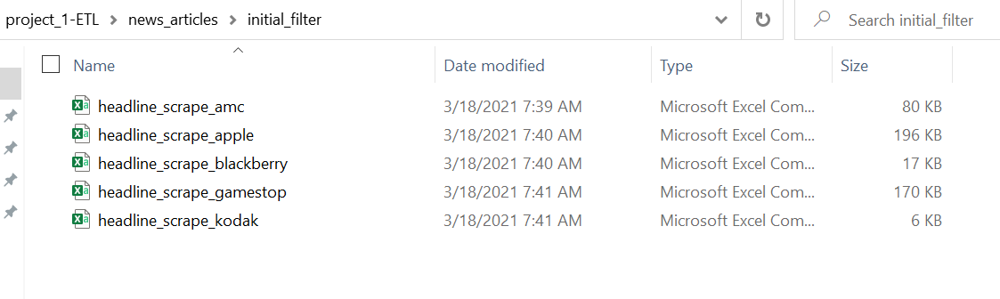 project_1-ETL > news_articles > initial_filter Search initial_filter
Name Date modified Type Size
headline_scrape_amc 3/18/2021 7:39 AM Microsoft Excel Com... 80 KB
headline_scrape_apple 3/18/2021 7:40 AM Microsoft Excel Com... 196 KB
headline_scrape_blackberry 3/18/2021 7:40 AM Microsoft Excel Com... 17 KB
headline_scrape_gamestop 3/18/2021 7:41 AM Microsoft Excel Com... 170 KB
headline_scrape_kodak 3/18/2021 7:41 AM Microsoft Excel Com... 6 KB